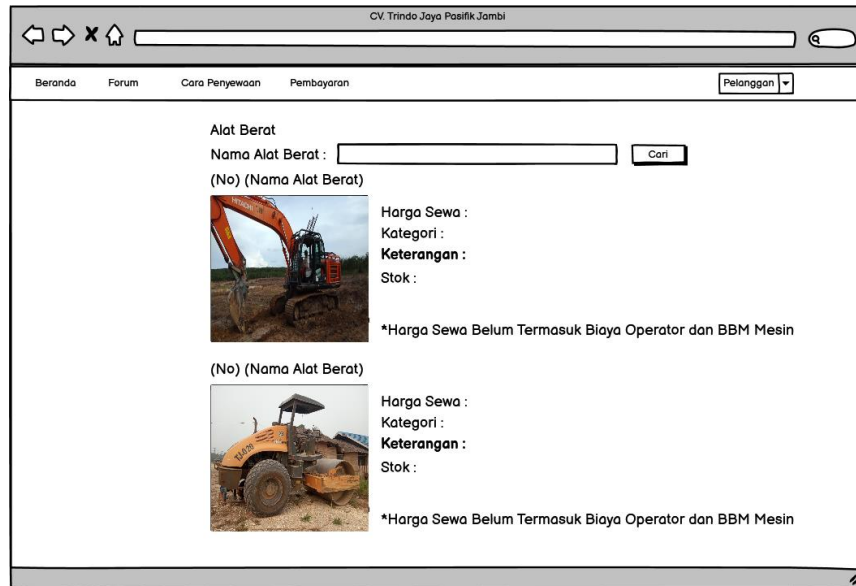 CV. Trindo Jaya Pasifik Jambi
Beranda Forum Cara Penyewaan Pembayaran Pelanggan
Alat Berat
Nama Alat Berat : Cari
(No) (Nama Alat Berat)
HITACHI
Harga Sewa :
Kategori :
Keterangan :
Stok :
*Harga Sewa Belum Termasuk Biaya Operator dan BBM Mesin
(No) (Nama Alat Berat)
Harga Sewa :
Kategori :
Keterangan :
Stok :
*Harga Sewa Belum Termasuk Biaya Operator dan BBM Mesin